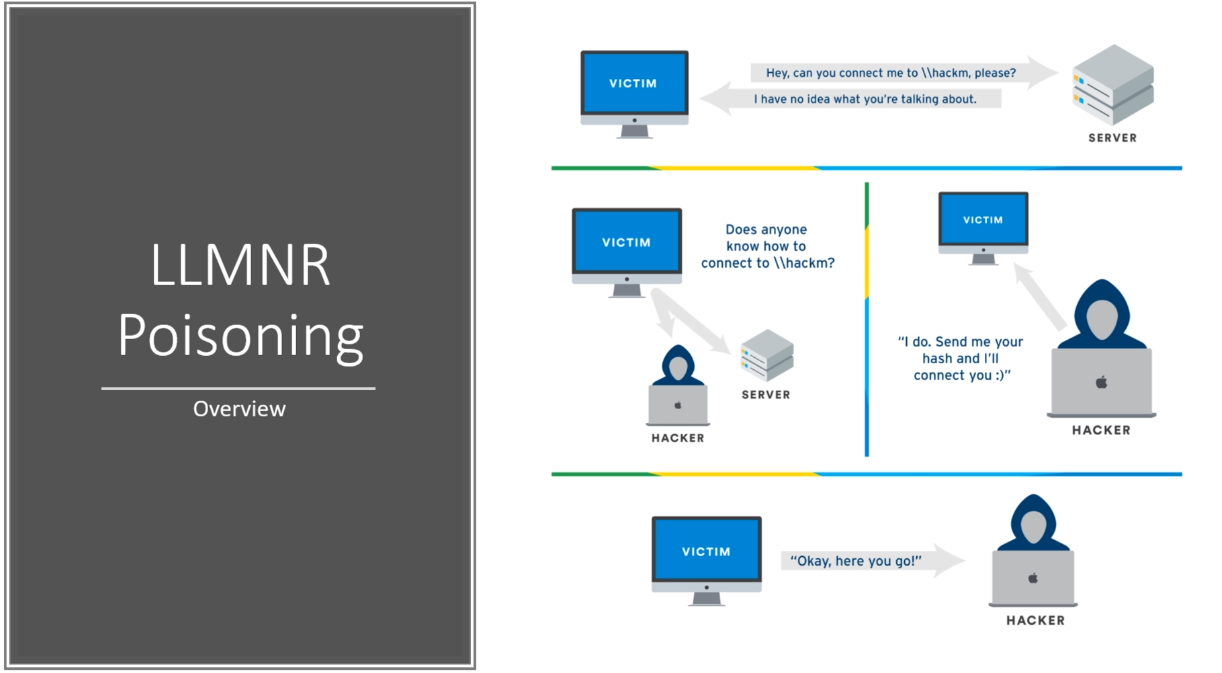 LLMNR
Poisoning
Overview
VICTIM
Hey, can you connect me to \\hackm, please?
I have no idea what you're talking about.
SERVER
VICTIM
Does anyone
know how to
connect to \\hackm?
HACKER
SERVER
VICTIM
“I do. Send me your
hash and I'll
connect you :)”
HACKER
VICTIM
“Okay, here you go!”
HACKER